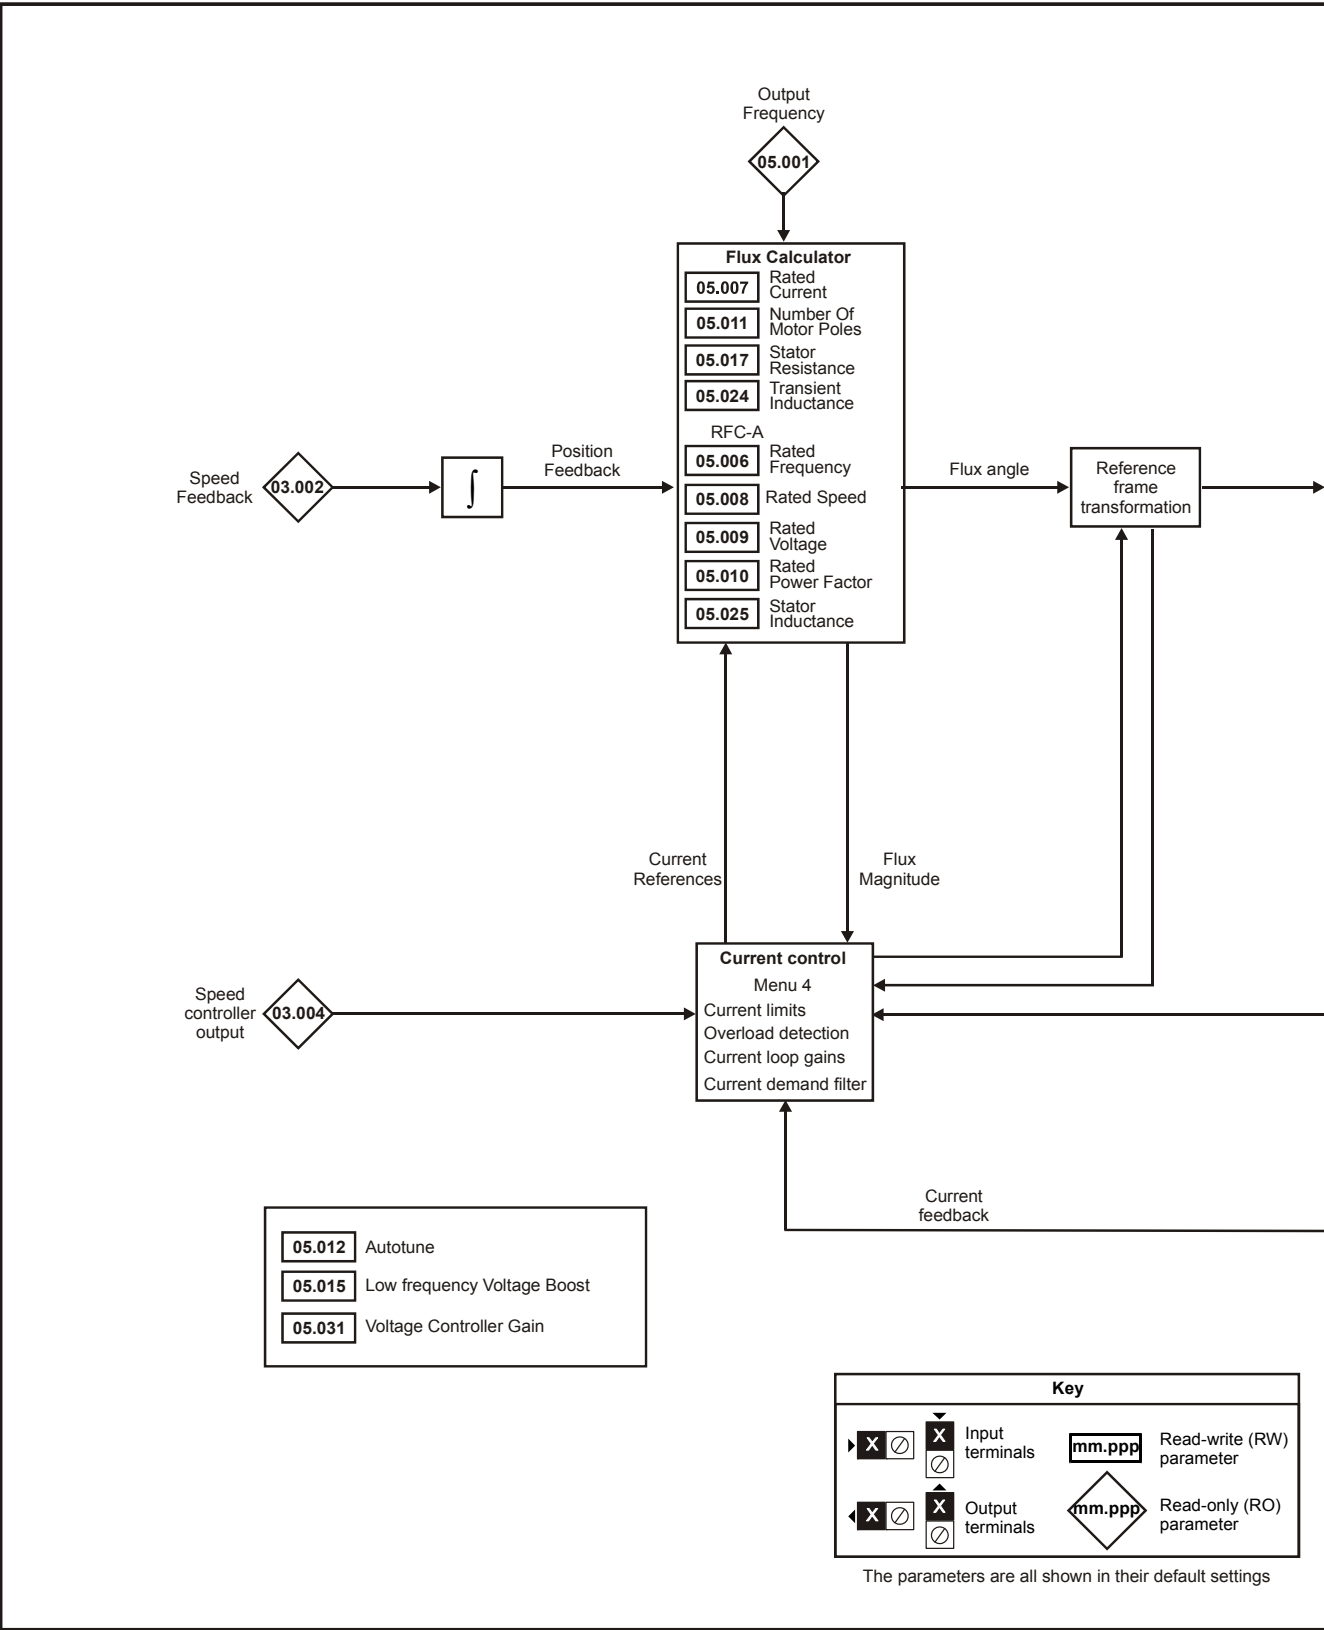 Output
Frequency
05.001
Flux Calculator
05.007 Rated
Current
05.011 Number Of
Motor Poles
05.017 Stator
Resistance
05.024 Transient
Inductance
RFC-A
05.006 Rated
Frequency
05.008 Rated Speed
05.009 Rated
Voltage
05.010 Rated
Power Factor
05.025 Stator
Inductance
Speed
Feedback
03.002
∫
Position
Feedback
Flux angle
Reference
frame
transformation
Current
References
Flux
Magnitude
Speed
controller
output
03.004
Current control
Menu 4
Current limits
Overload detection
Current loop gains
Current demand filter
Current
feedback
05.012 Autotune
05.015 Low frequency Voltage Boost
05.031 Voltage Controller Gain
Key
X
X
Input
terminals
mm.ppp
Read-write (RW)
parameter
X
X
Output
terminals
mm.ppp
Read-only (RO)
parameter
The parameters are all shown in their default settings